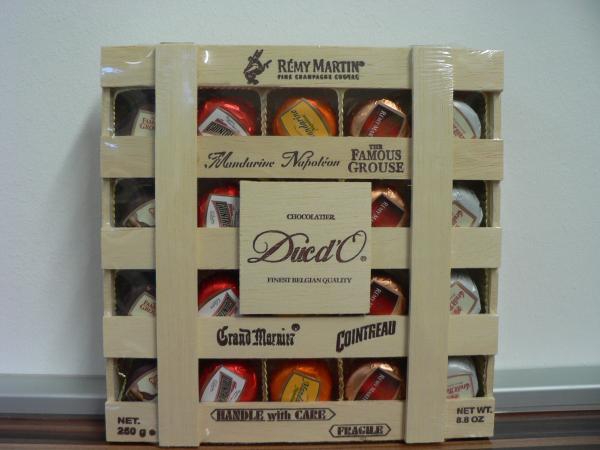 RÉMY MARTIN
FINE CHAMPAGNE COGNAC
Mandarine Napoléon
THE
FAMOUS
GROUSE
CHOCOLATIER
Duc d'O®
FINEST BELGIAN QUALITY
Grand Marnier®
COINTREAU
HANDLE with CARE
FRAGILE
NET.
250 g e
NET WT.
8.8 OZ